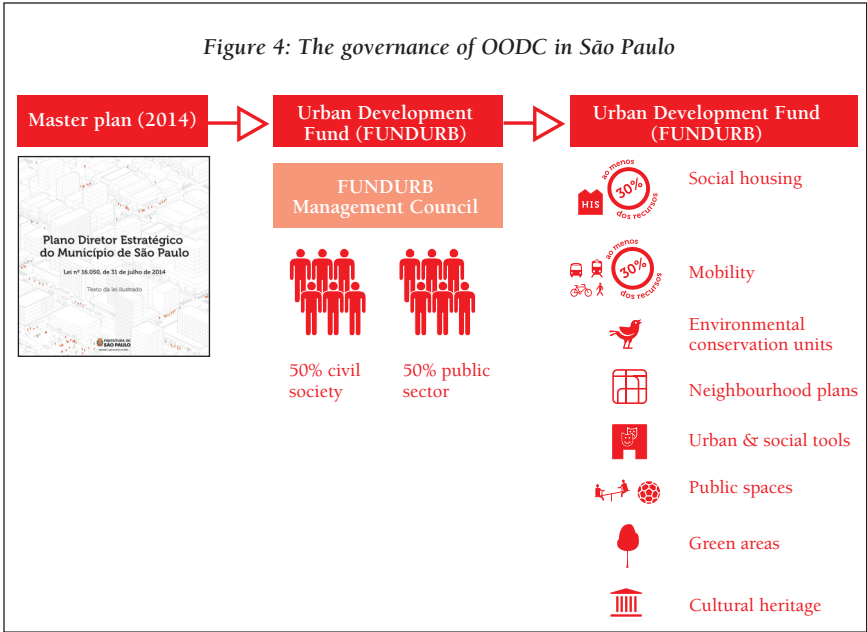 Figure 4: The governance of OODC in São Paulo
Master plan (2014)
Plano Diretor Estratégico
do Município de São Paulo
Lei nº 16.050, de 31 de julho de 2014
Texto da lei ilustrado
PREFEITURA DE
SÃO PAULO
Urban Development
Fund (FUNDURB)
FUNDURB
Management Council
50% civil
society
50% public
sector
Urban Development Fund
(FUNDURB)
HIS
ao menos
30%
dos recursos
Social housing
ao menos
30%
dos recursos
Mobility
Environmental
conservation units
Neighbourhood plans
Urban & social tools
Public spaces
Green areas
Cultural heritage